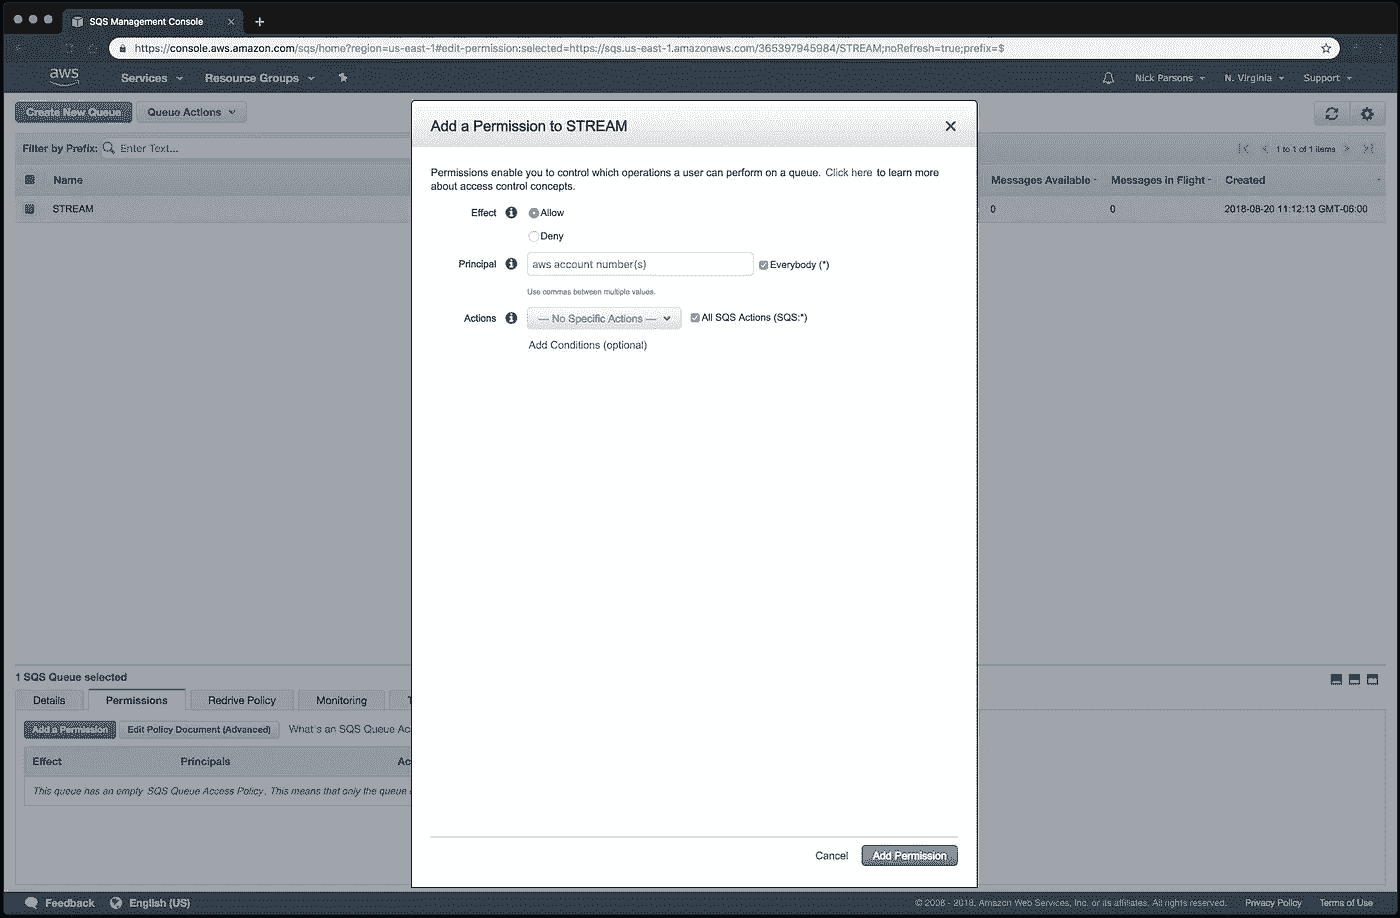 SQS Management Console
https://console.aws.amazon.com/sqs/home?region=us-east-1#edit-permission:selected=https://sqs.us-east-1.amazonaws.com/365397945984/STREAM;noRefresh=true;prefix=$
aws Services Resource Groups Nick Parsons N. Virginia Support
Create New Queue Queue Actions
Filter by Prefix: Enter Text... 1 to 1 of 1 items
Name Messages Available Messages in Flight Created
STREAM 0 0 2018-08-20 11:12:13 GMT-06:00
Add a Permission to STREAM
Permissions enable you to control which operations a user can perform on a queue. Click here to learn more
about access control concepts.
Effect Allow
Deny
Principal aws account number(s) Everybody (*)
Use commas between multiple values.
Actions — No Specific Actions — All SQS Actions (SQS:*)
Add Conditions (optional)
1 SQS Queue selected
Details Permissions Redrive Policy Monitoring T
Add a Permission Edit Policy Document (Advanced) What's an SQS Queue Ac
Effect Principals Ac
This queue has an empty SQS Queue Access Policy. This means that only the queue
Cancel Add Permission
Feedback English (US) © 2008 - 2018, Amazon Web Services, Inc. or its affiliates. All rights reserved. Privacy Policy Terms of Use